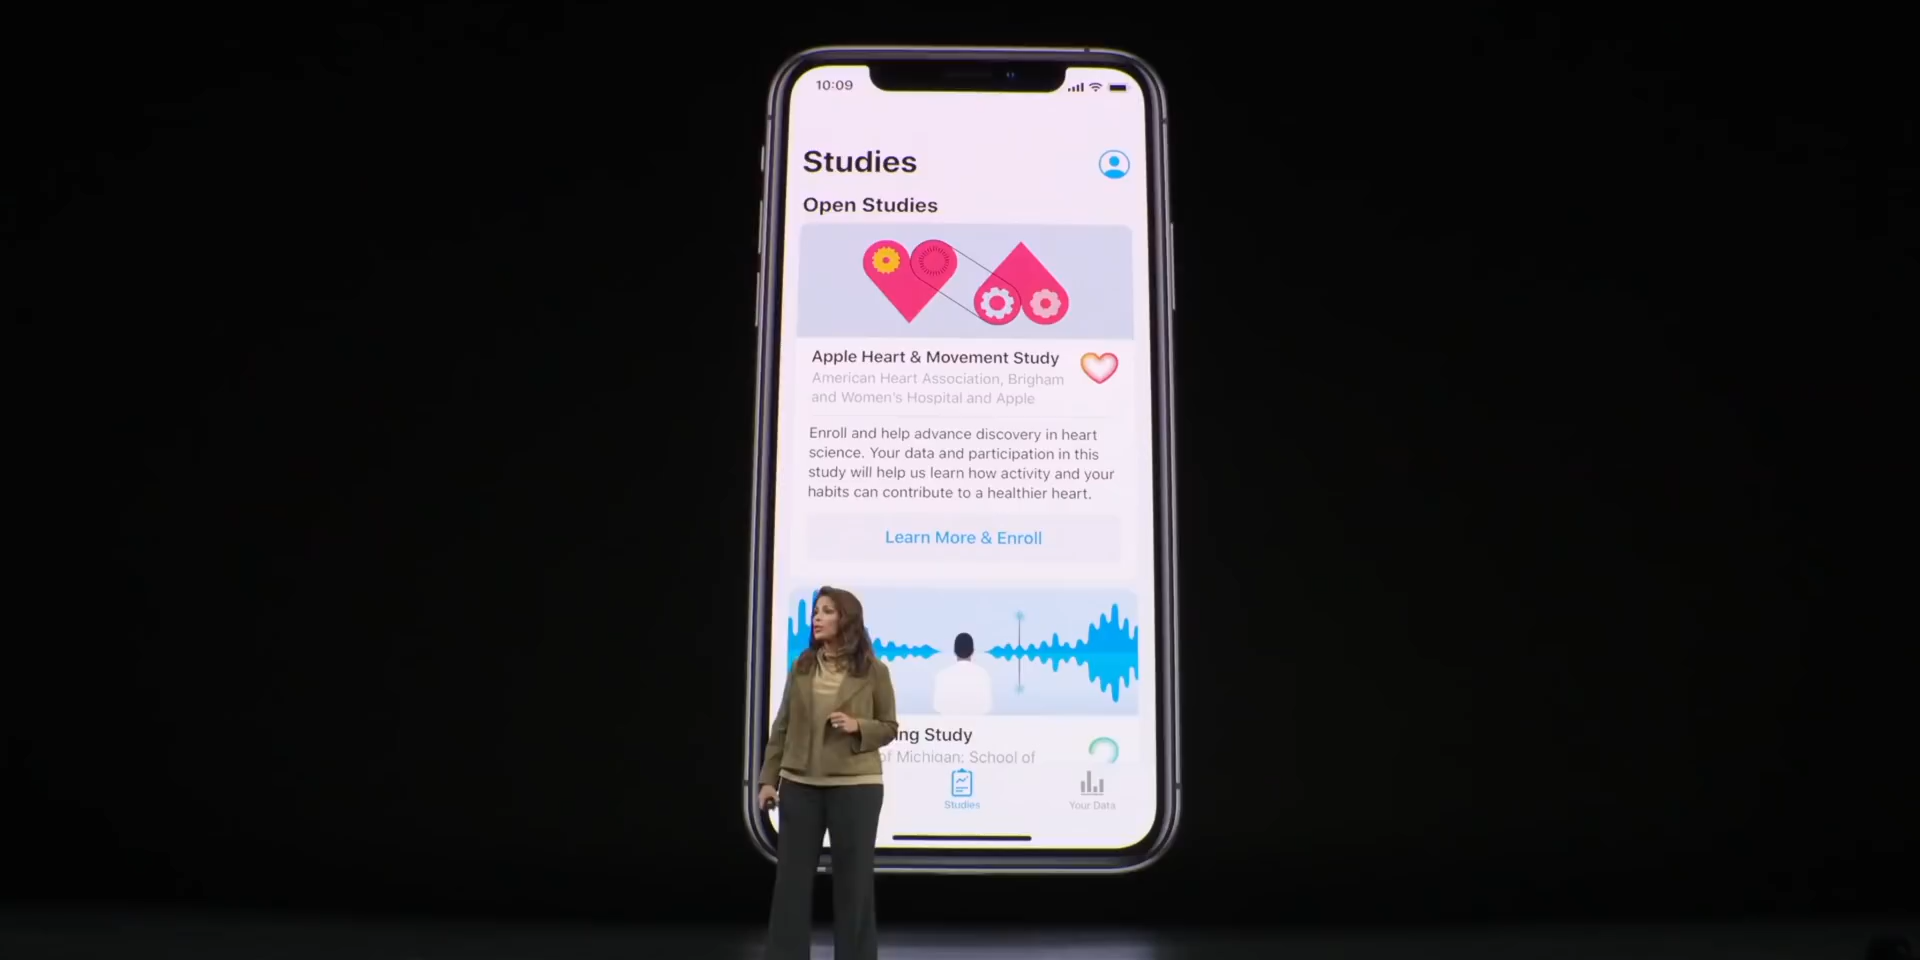 10:09
Studies
Open Studies
Apple Heart & Movement Study
American Heart Association, Brigham
and Women's Hospital and Apple
Enroll and help advance discovery in heart
science. Your data and participation in this
study will help us learn how activity and your
habits can contribute to a healthier heart.
Learn More & Enroll
Study
of Michigan: School of
Studies
Your Data